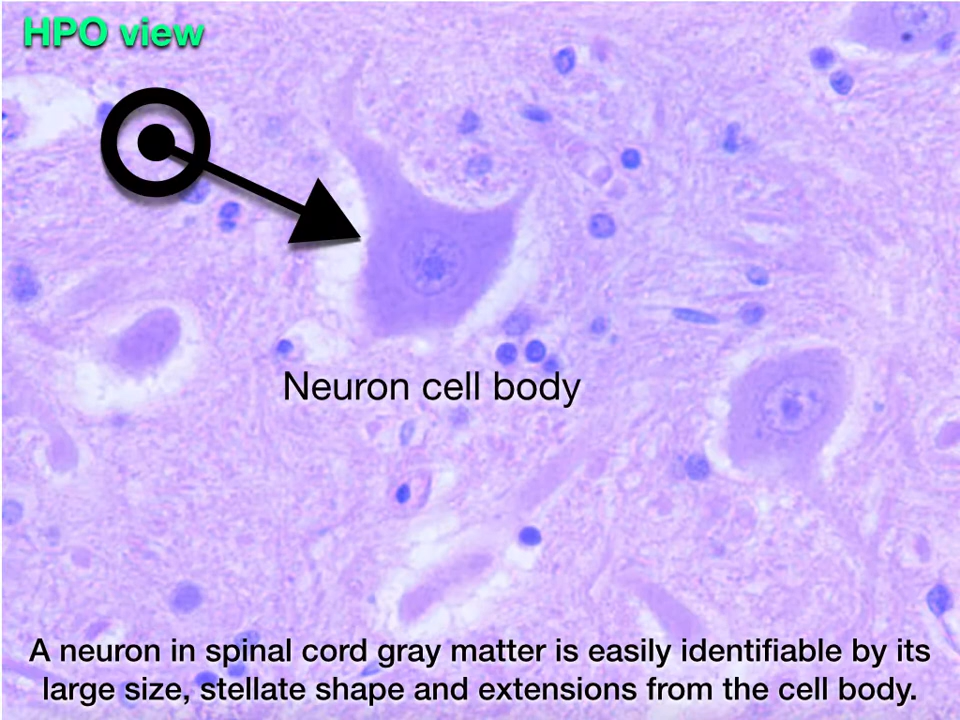 HPO view
Neuron cell body
A neuron in spinal cord gray matter is easily identifiable by its
large size, stellate shape and extensions from the cell body.